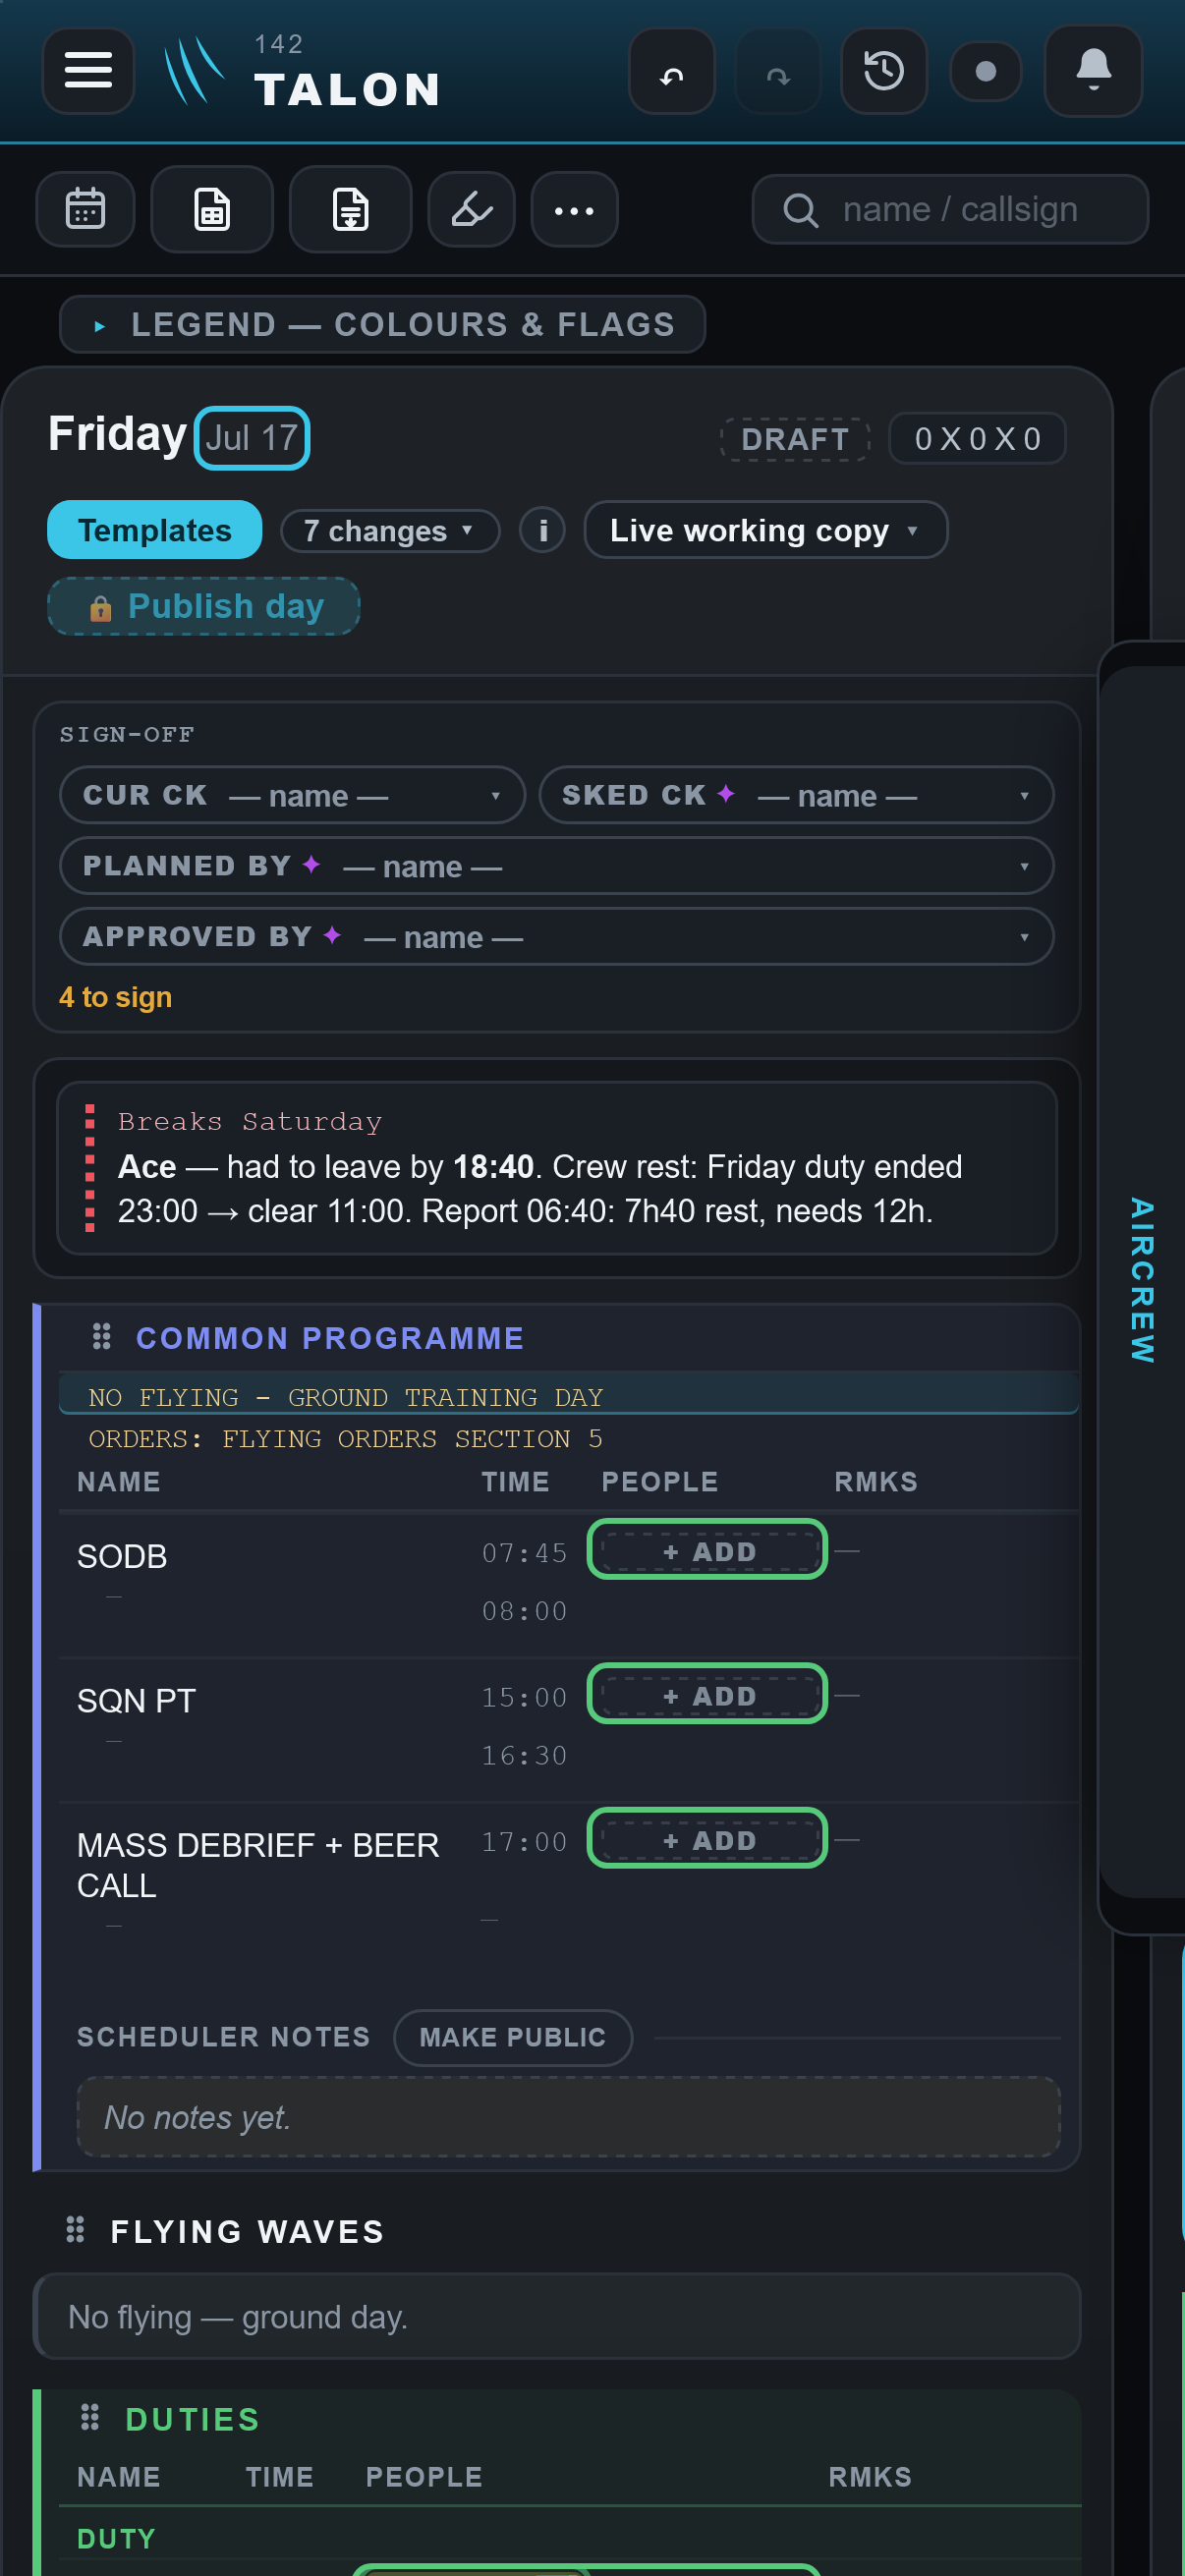 142
TALON
name / callsign
▸ LEGEND — COLOURS & FLAGS
Friday Jul 17 DRAFT 0 X 0 X 0
Templates 7 changes ▾ i Live working copy ▾
🔒 Publish day
SIGN-OFF
CUR CK — name — ▾ SKED CK ✦ — name — ▾
PLANNED BY ✦ — name — ▾
APPROVED BY ✦ — name — ▾
4 to sign
Breaks Saturday
Ace — had to leave by 18:40. Crew rest: Friday duty ended
23:00 → clear 11:00. Report 06:40: 7h40 rest, needs 12h.
AIRCREW
COMMON PROGRAMME
NO FLYING - GROUND TRAINING DAY
ORDERS: FLYING ORDERS SECTION 5
NAME TIME PEOPLE RMKS
SODB 07:45 + ADD —
— 08:00
SQN PT 15:00 + ADD —
— 16:30
MASS DEBRIEF + BEER 17:00 + ADD —
CALL
— —
SCHEDULER NOTES MAKE PUBLIC
No notes yet.
FLYING WAVES
No flying — ground day.
DUTIES
NAME TIME PEOPLE RMKS
DUTY